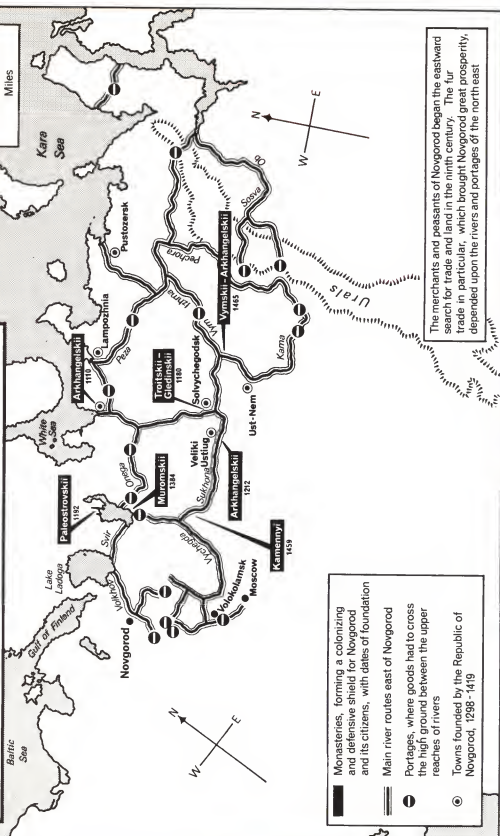 Miles
Kara
Sea
N
W
E
The merchants and peasants of Novgorod began the eastward
search for trade and land in the ninth century. The fur
trade in particular, which brought Novgorod great prosperity,
depended upon the rivers and portages of the north east
Pustozersk
Pechora
Ob
Sosva
Urals
Lampozhnia
Peza
Izhma
Vym
Vymskii-Arkhangelskii
1465
Kama
Arkhangelskii
1110
White
Sea
Troitskii-
Gledinskii
1180
Solvychegodsk
Ust-Nem
Veliki
Ustiug
Sukhona
Arkhangelskii
1212
Onega
Muromskii
1384
Paleostrovskii
1192
Svir
Lake
Ladoga
Volkhov
Gulf of Finland
Baltic
Sea
Novgorod
Vychegda
Kamennyi
1459
Volokolamsk
Moscow
N
W
E
Monasteries, forming a colonizing
and defensive shield for Novgorod
and its citizens, with dates of foundation
Main river routes east of Novgorod
Portages, where goods had to cross
the high ground between the upper
reaches of rivers
Towns founded by the Republic of
Novgorod, 1298-1419